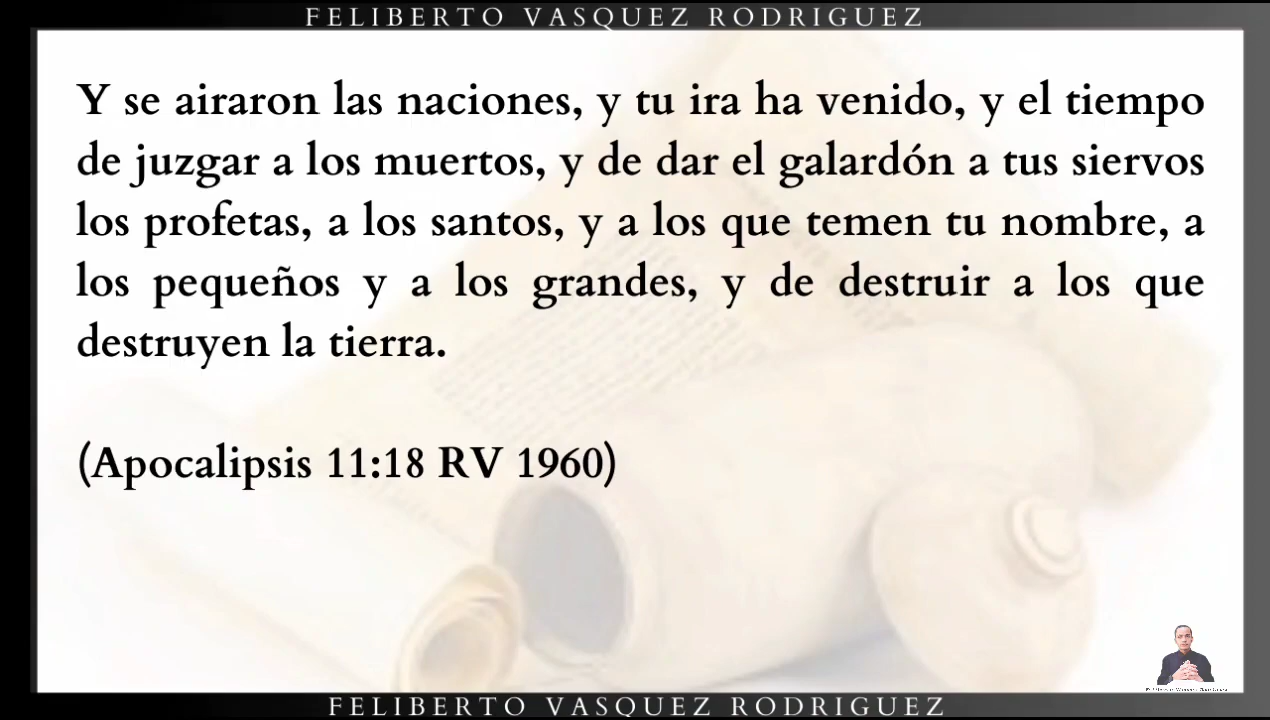 FELIBERTO VASQUEZ RODRIGUEZ
Y se airaron las naciones, y tu ira ha venido, y el tiempo
de juzgar a los muertos, y de dar el galardón a tus siervos
los profetas, a los santos, y a los que temen tu nombre, a
los pequeños y a los grandes, y de destruir a los que
destruyen la tierra.
(Apocalipsis 11:18 RV 1960)
FELIBERTO VASQUEZ RODRIGUEZ